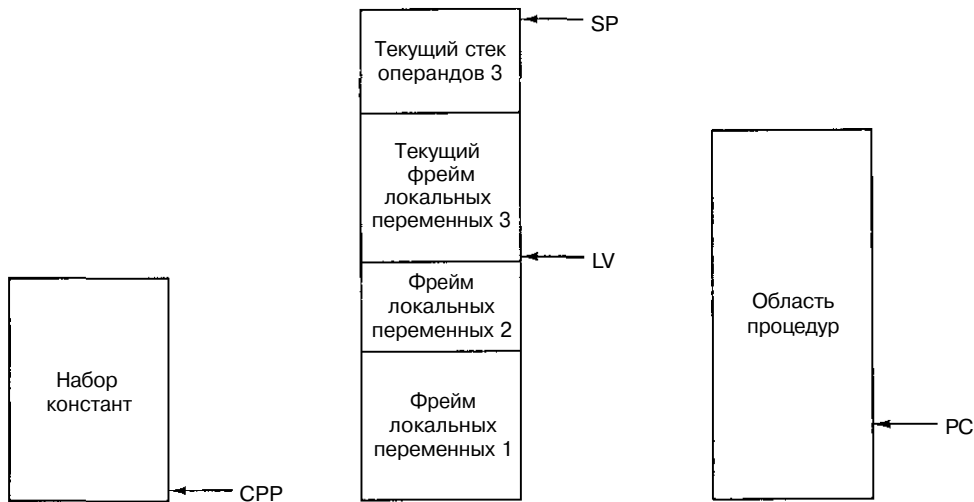 SP
Текущий стек
операндов 3
Текущий
фрейм
локальных
переменных 3
LV
Фрейм
локальных
переменных 2
Фрейм
локальных
переменных 1
Набор
констант
CPP
Область
процедур
PC